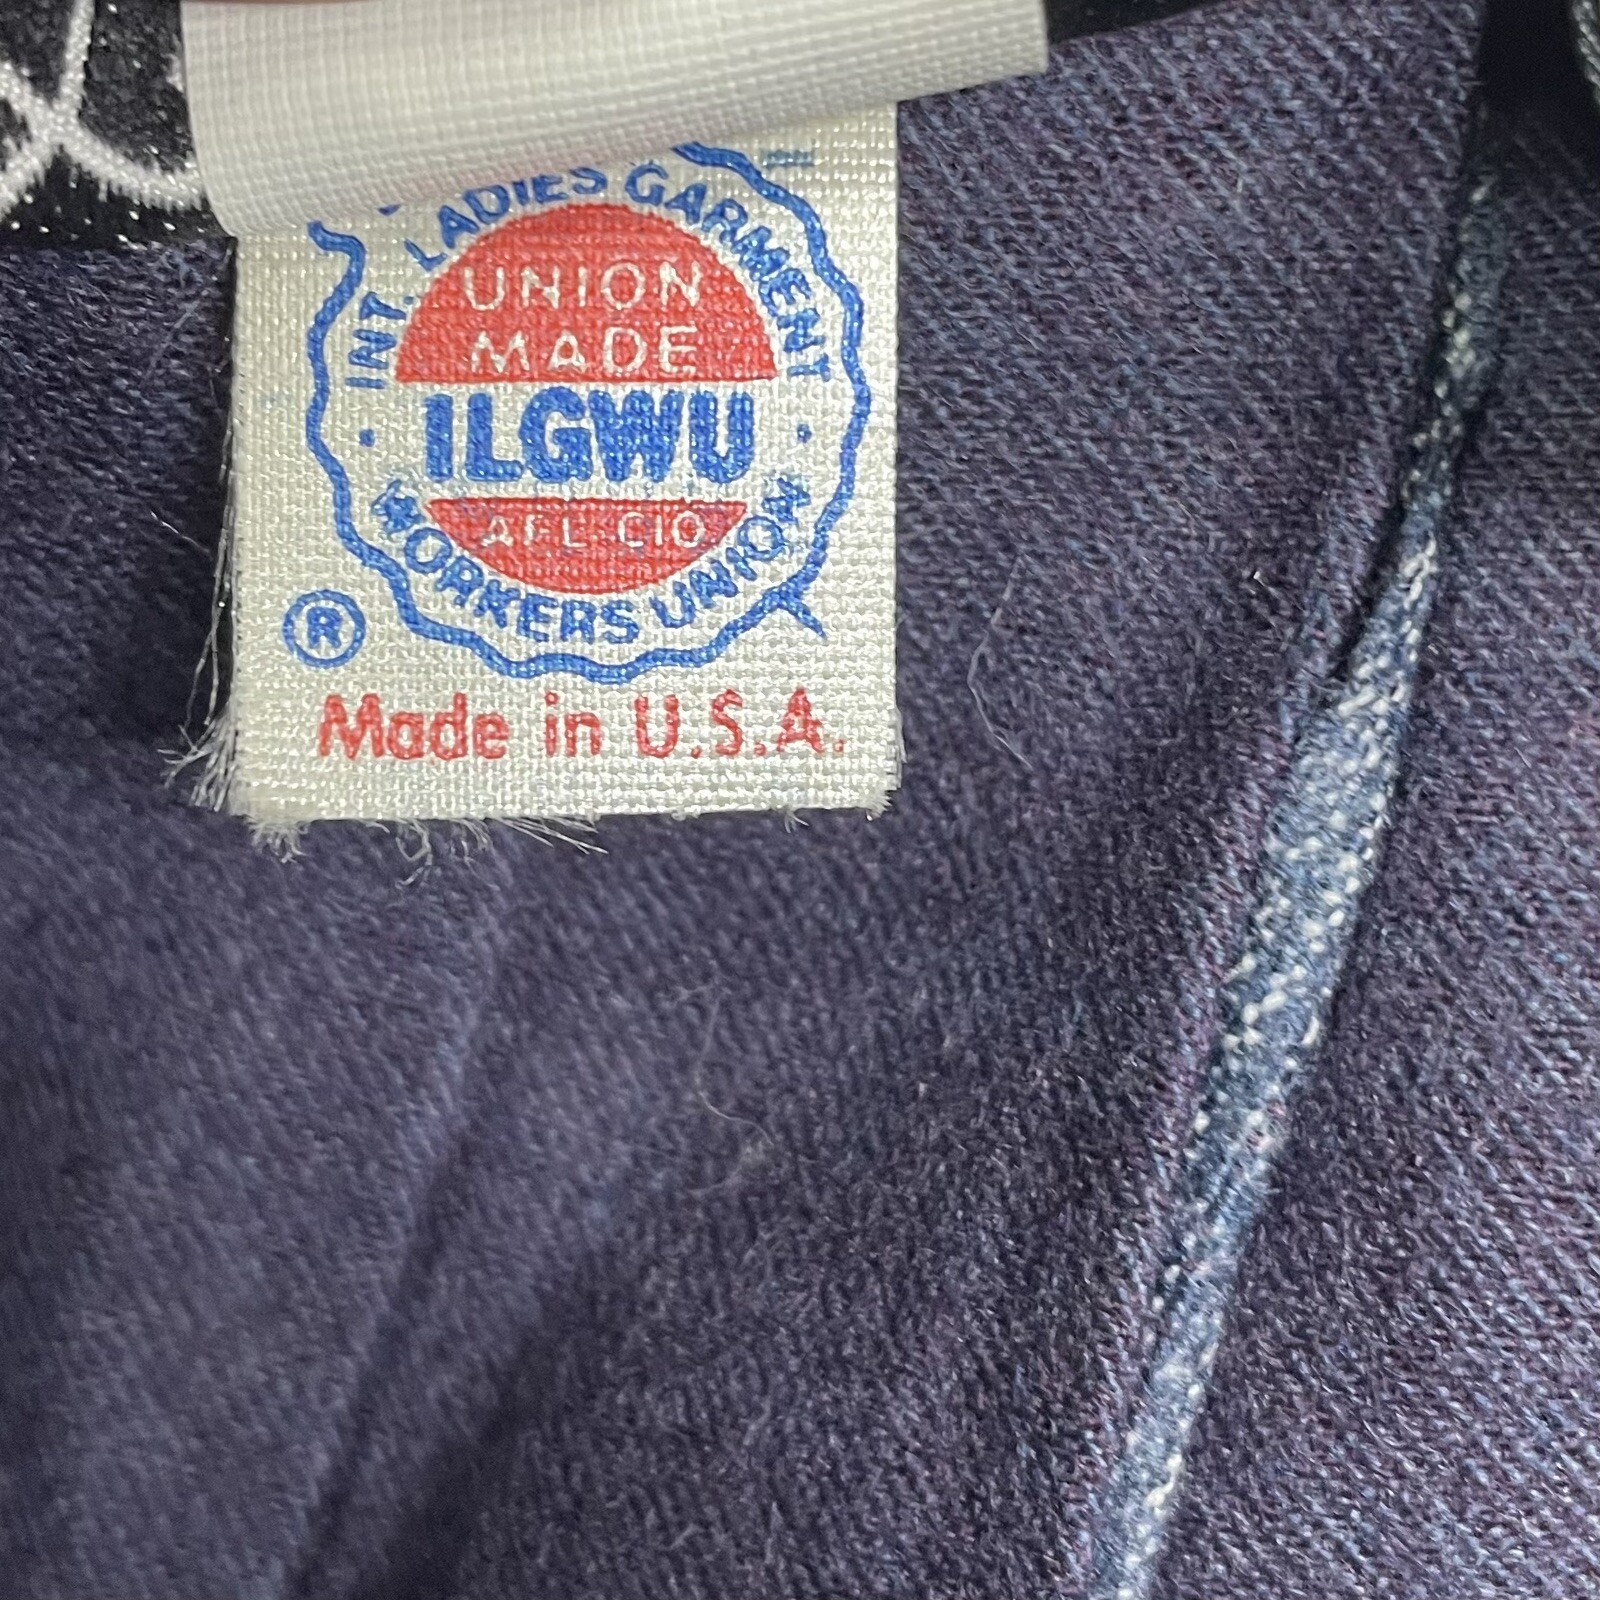 INT. LADIES GARMENT
UNION
MADE
ILGWU
AFL-CIO
WORKERS UNION
®
Made in U.S.A.